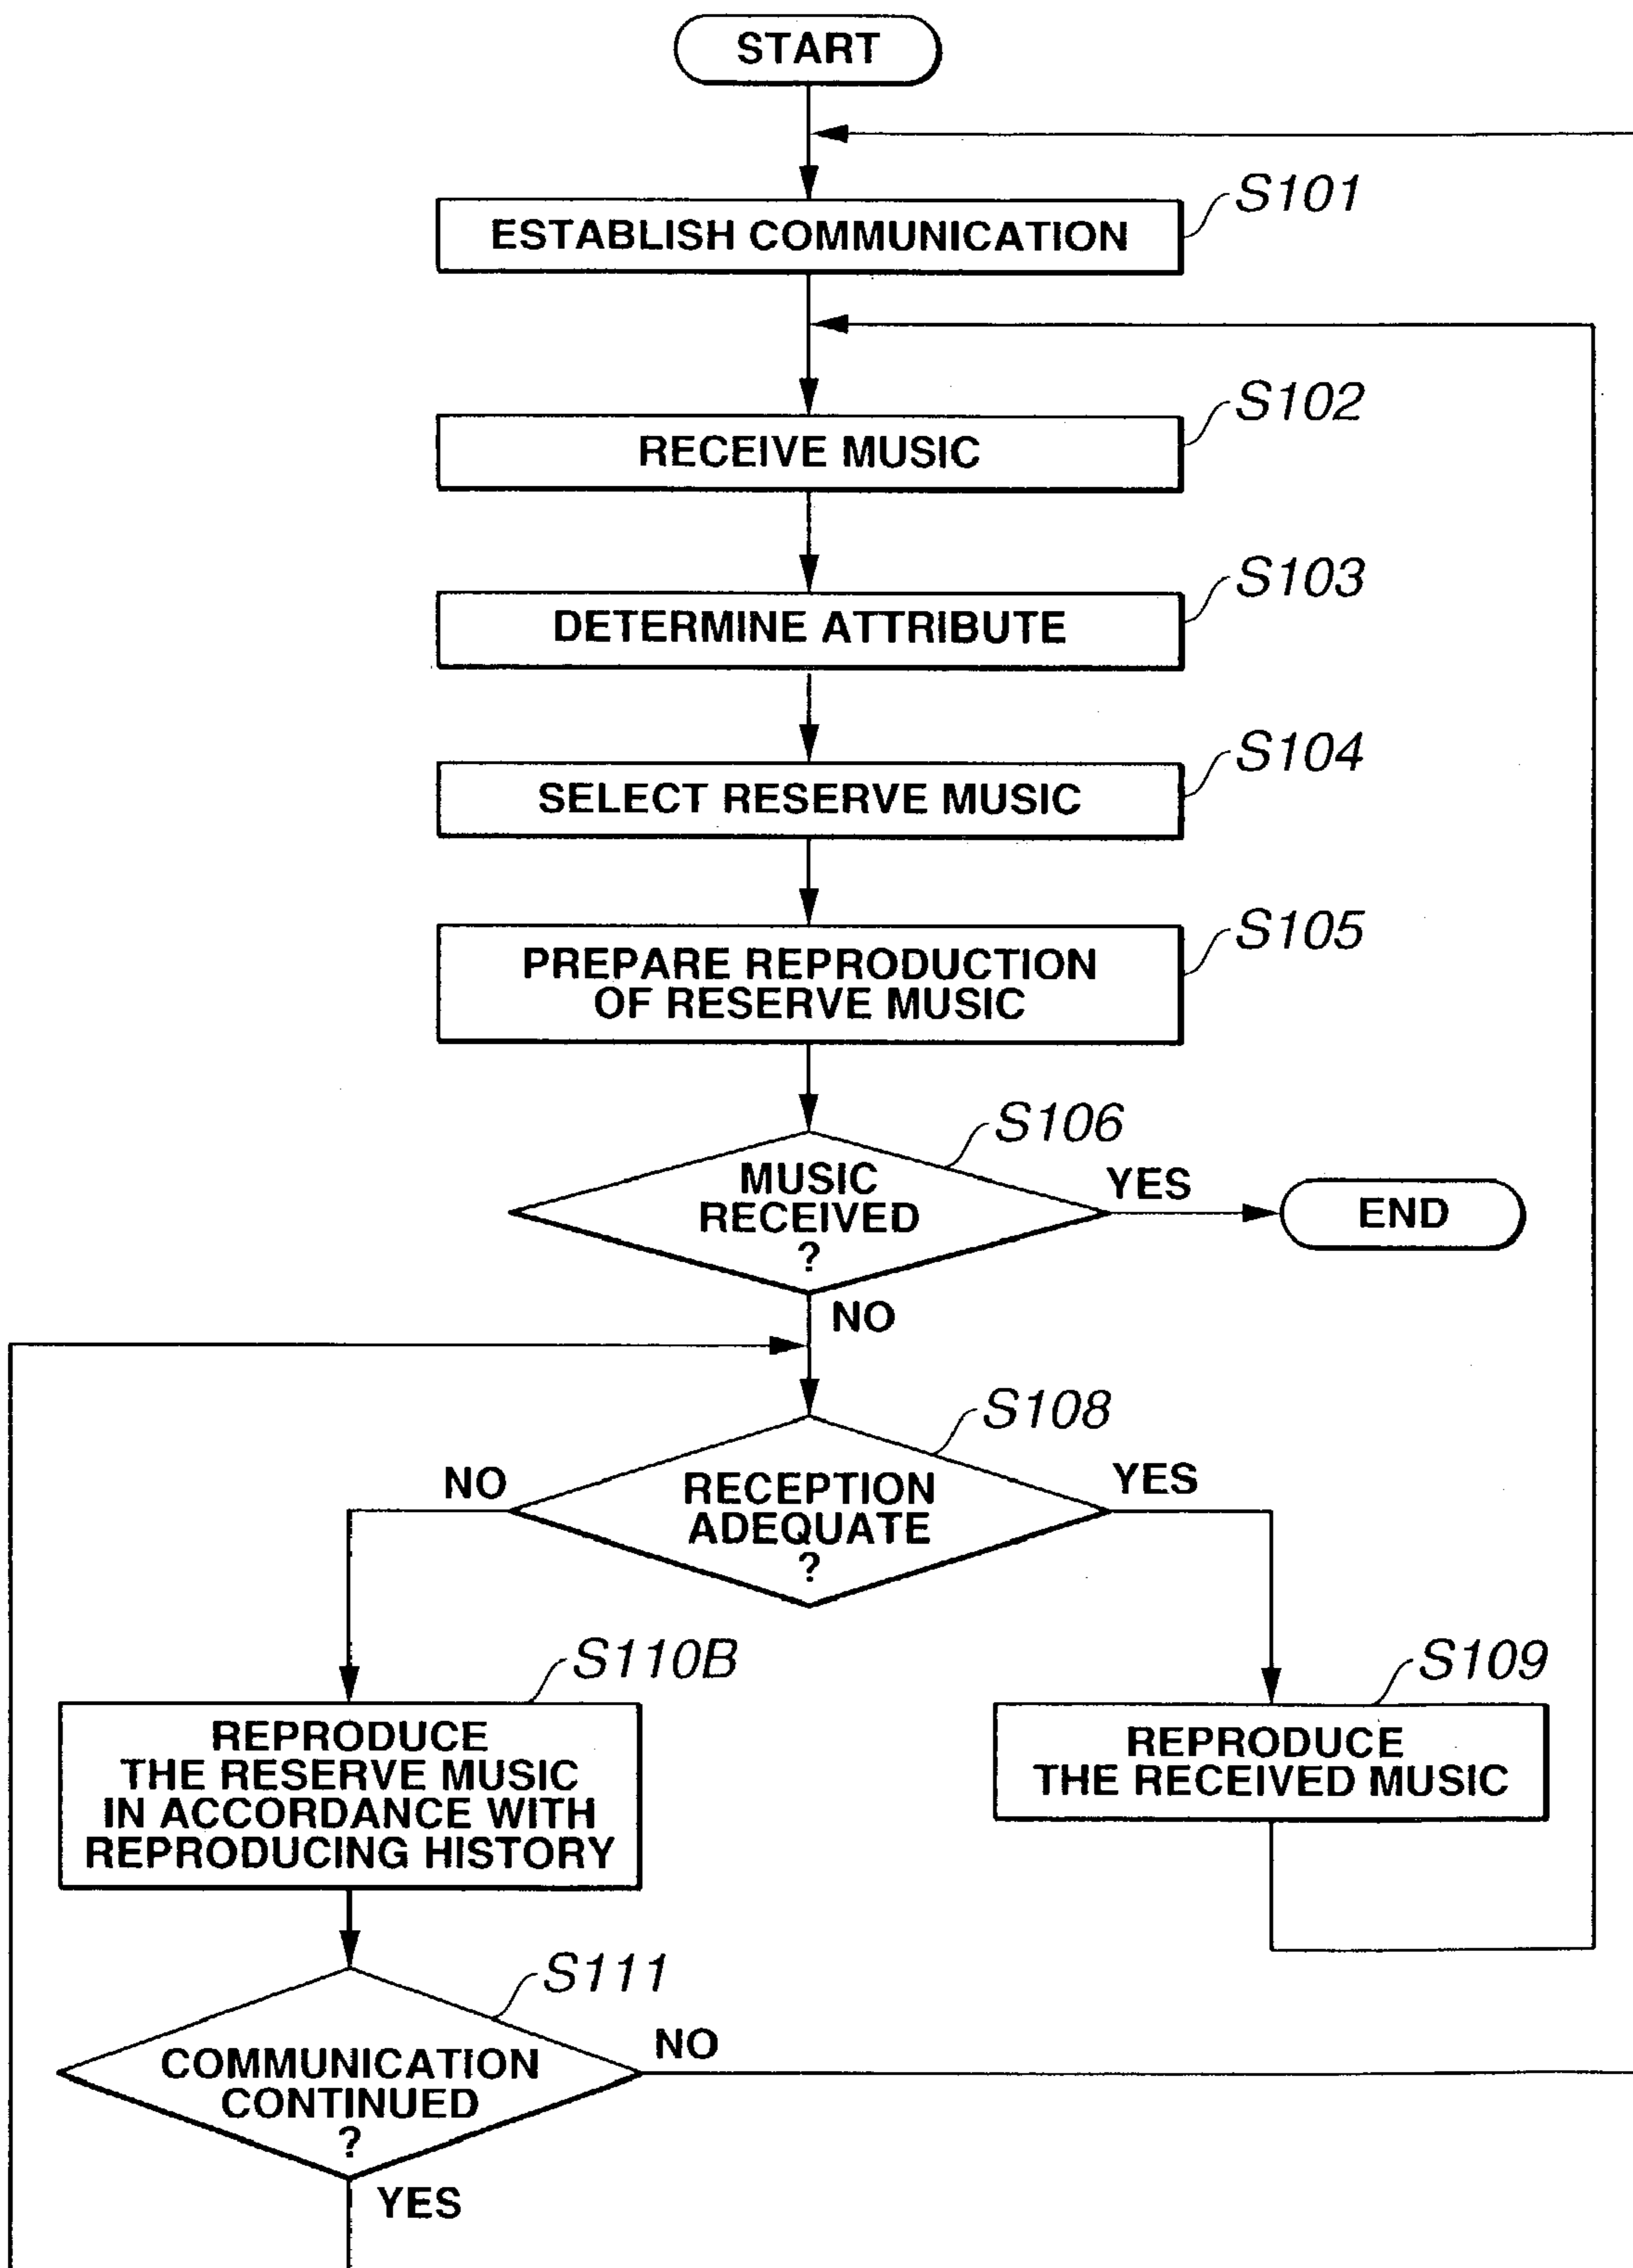 START
S101
ESTABLISH COMMUNICATION
S102
RECEIVE MUSIC
S103
DETERMINE ATTRIBUTE
S104
SELECT RESERVE MUSIC
S105
PREPARE REPRODUCTION
OF RESERVE MUSIC
S106
MUSIC
RECEIVED
?
YES
END
NO
S108
RECEPTION
ADEQUATE
?
NO
YES
S110B
REPRODUCE
THE RESERVE MUSIC
IN ACCORDANCE WITH
REPRODUCING HISTORY
S109
REPRODUCE
THE RECEIVED MUSIC
S111
COMMUNICATION
CONTINUED
?
NO
YES